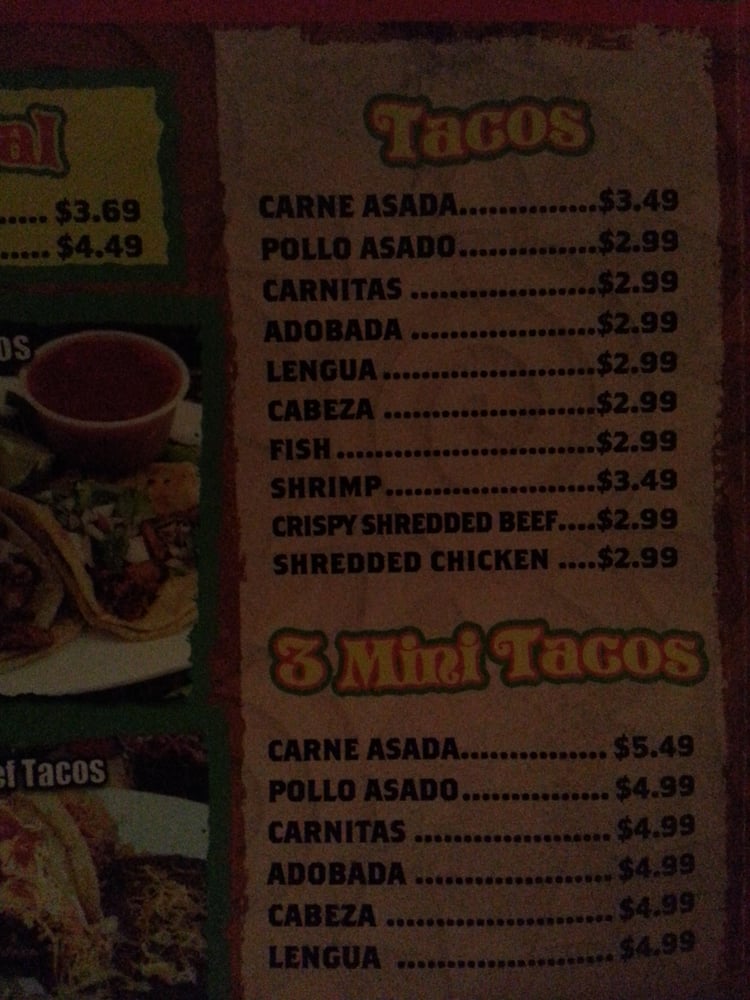 al
..... $3.69
..... $4.49
os
ef Tacos
Tacos
CARNE ASADA...............$3.49
POLLO ASADO...............$2.99
CARNITAS ....................$2.99
ADOBADA ....................$2.99
LENGUA.......................$2.99
CABEZA .......................$2.99
FISH............................$2.99
SHRIMP.......................$3.49
CRISPY SHREDDED BEEF....$2.99
SHREDDED CHICKEN ....$2.99
3 Mini Tacos
CARNE ASADA................ $5.49
POLLO ASADO................ $4.99
CARNITAS ..................... $4.99
ADOBADA ..................... $4.99
CABEZA ........................ $4.99
LENGUA ....................... $4.99